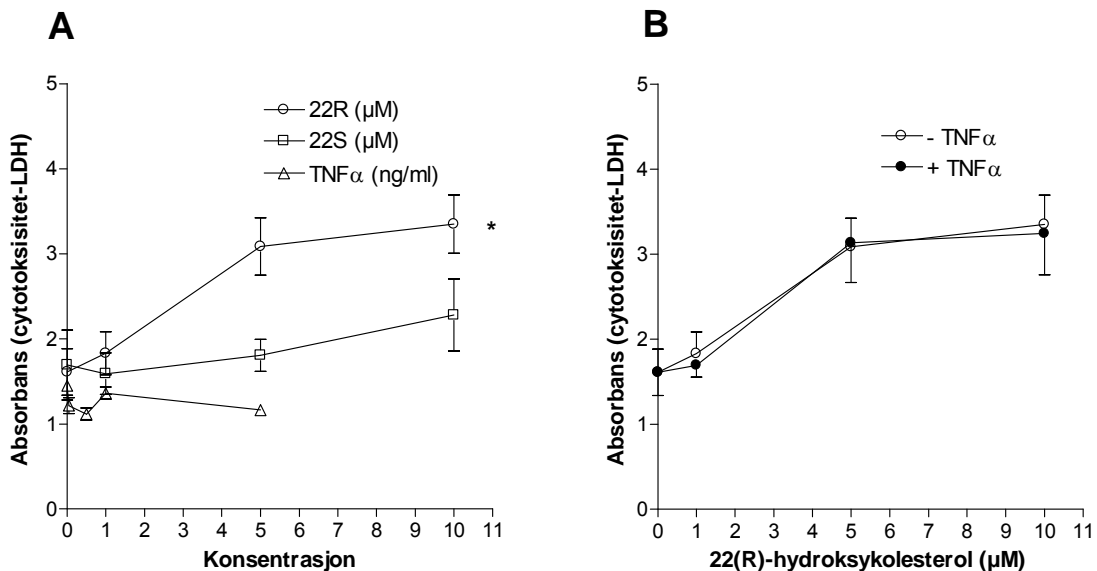 A
Absorbans (cytotoksisitet-LDH)
5
4
3
2
1
0
22R (µM)
22S (µM)
TNFα (ng/ml)
*
0 1 2 3 4 5 6 7 8 9 10 11
Konsentrasjon
B
Absorbans (cytotoksisitet-LDH)
5
4
3
2
1
0
- TNFα
+ TNFα
0 1 2 3 4 5 6 7 8 9 10 11
22(R)-hydroksykolesterol (µM)